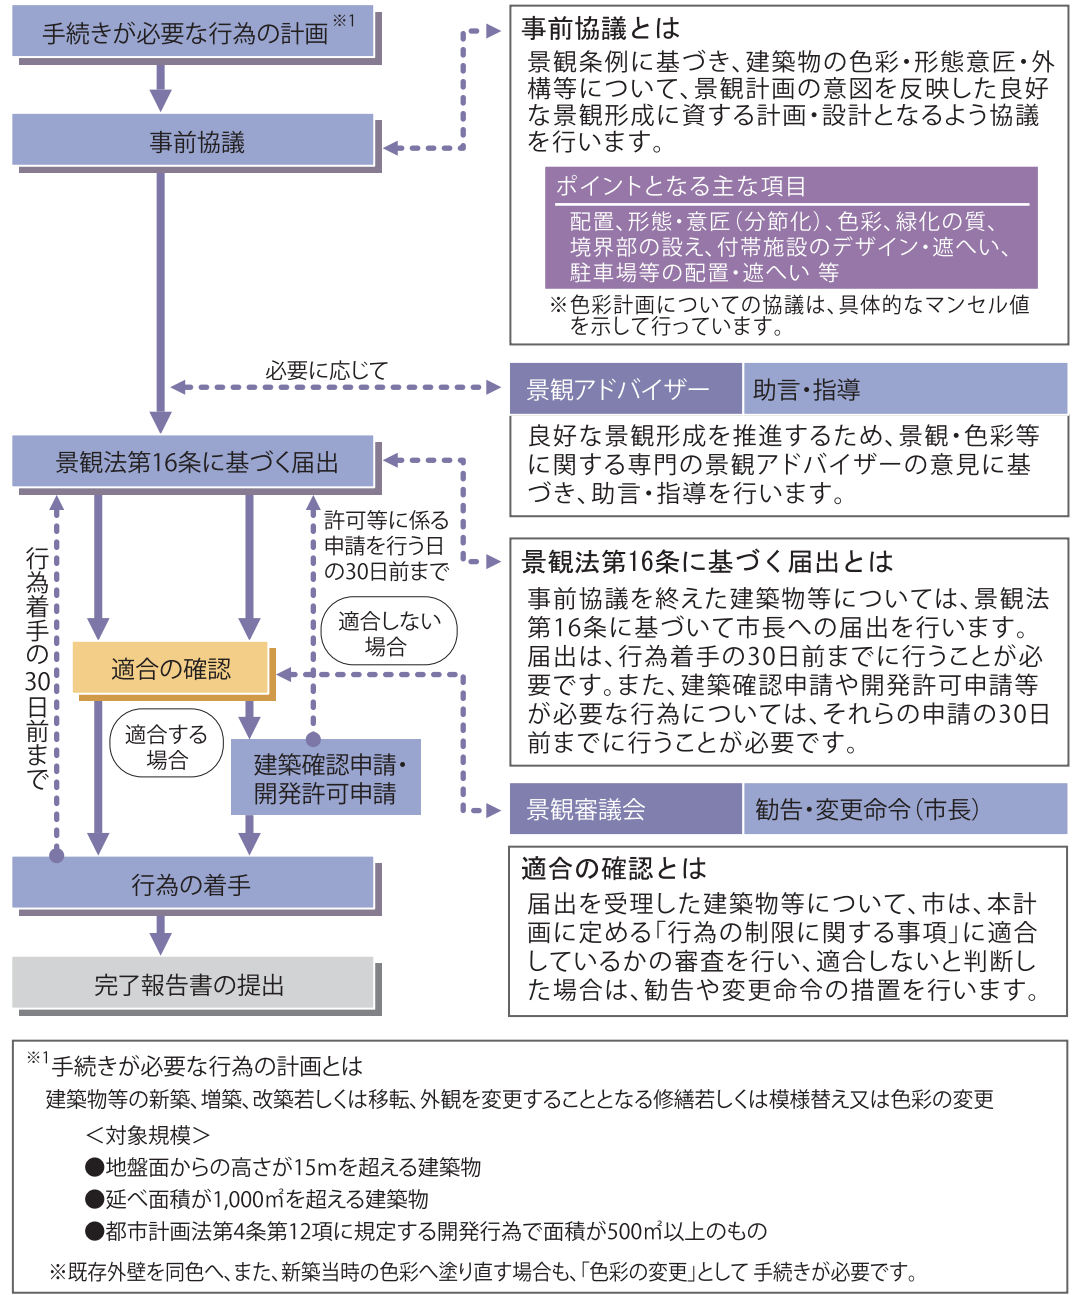 手続きが必要な行為の計画※1
事前協議
必要に応じて
景観法第16条に基づく届出
許可等に係る
申請を行う日
の30日前まで
行為着手の30日前まで
適合しない
場合
適合の確認
適合する
場合
建築確認申請・
開発許可申請
行為の着手
完了報告書の提出
事前協議とは
景観条例に基づき、建築物の色彩・形態意匠・外
構等について、景観計画の意図を反映した良好
な景観形成に資する計画・設計となるよう協議
を行います。
ポイントとなる主な項目
配置、形態・意匠（分節化）、色彩、緑化の質、
境界部の設え、付帯施設のデザイン・遮へい、
駐車場等の配置・遮へい 等
※色彩計画についての協議は、具体的なマンセル値
を示して行っています。
景観アドバイザー 助言・指導
良好な景観形成を推進するため、景観・色彩等
に関する専門の景観アドバイザーの意見に基
づき、助言・指導を行います。
景観法第16条に基づく届出とは
事前協議を終えた建築物等については、景観法
第16条に基づいて市長への届出を行います。
届出は、行為着手の30日前までに行うことが必
要です。また、建築確認申請や開発許可申請等
が必要な行為については、それらの申請の30日
前までに行うことが必要です。
景観審議会 勧告・変更命令（市長）
適合の確認とは
届出を受理した建築物等について、市は、本計
画に定める「行為の制限に関する事項」に適合
しているかの審査を行い、適合しないと判断し
た場合は、勧告や変更命令の措置を行います。
※1手続きが必要な行為の計画とは
建築物等の新築、増築、改築若しくは移転、外観を変更することとなる修繕若しくは模様替え又は色彩の変更
＜対象規模＞
●地盤面からの高さが15mを超える建築物
●延べ面積が1,000㎡を超える建築物
●都市計画法第4条第12項に規定する開発行為で面積が500㎡以上のもの
※既存外壁を同色へ、また、新築当時の色彩へ塗り直す場合も、「色彩の変更」として 手続きが必要です。